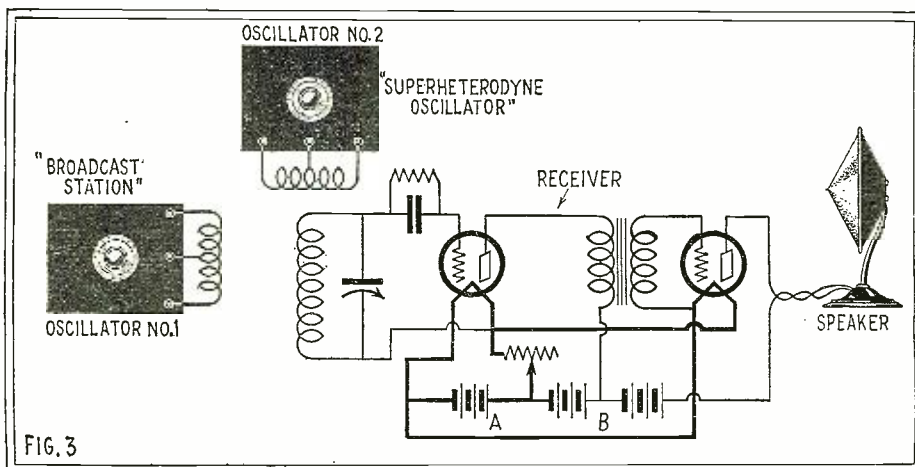 OSCILLATOR NO.2
"SUPERHETERODYNE
OSCILLATOR"
"BROADCAST
STATION"
OSCILLATOR NO.1
RECEIVER
SPEAKER
A
B
FIG. 3